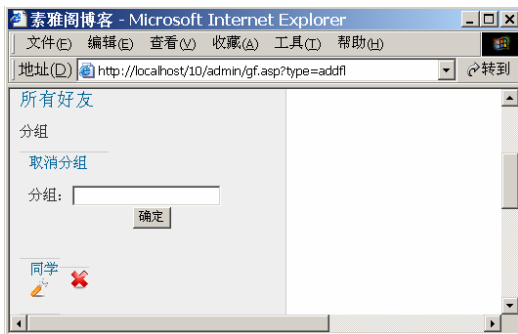 素雅阁博客 - Microsoft Internet Explorer
文件(F) 编辑(E) 查看(V) 收藏(A) 工具(T) 帮助(H)
地址(D) http://localhost/10/admin/gf.asp?type=addfl 转到
所有好友
分组
取消分组
分组：
确定
同学